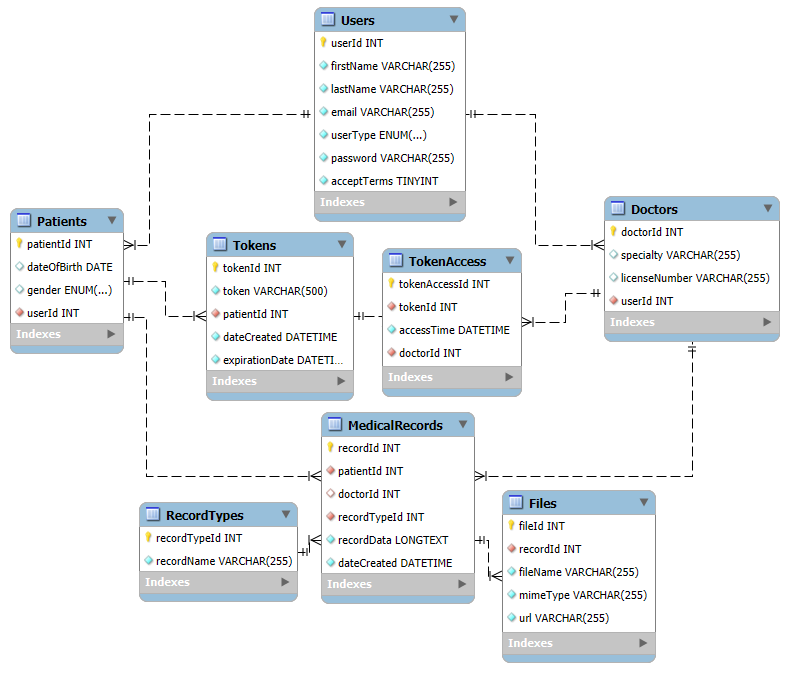 Users
userId INT
firstName VARCHAR(255)
lastName VARCHAR(255)
email VARCHAR(255)
userType ENUM(...)
password VARCHAR(255)
acceptTerms TINYINT
Indexes
Patients
patientId INT
dateOfBirth DATE
gender ENUM(...)
userId INT
Indexes
Tokens
tokenId INT
token VARCHAR(500)
patientId INT
dateCreated DATETIME
expirationDate DATETI...
Indexes
TokenAccess
tokenAccessId INT
tokenId INT
accessTime DATETIME
doctorId INT
Indexes
Doctors
doctorId INT
specialty VARCHAR(255)
licenseNumber VARCHAR(255)
userId INT
Indexes
MedicalRecords
recordId INT
patientId INT
doctorId INT
recordTypeId INT
recordData LONGTEXT
dateCreated DATETIME
Indexes
RecordTypes
recordTypeId INT
recordName VARCHAR(255)
Indexes
Files
fileId INT
recordId INT
fileName VARCHAR(255)
mimeType VARCHAR(255)
url VARCHAR(255)
Indexes